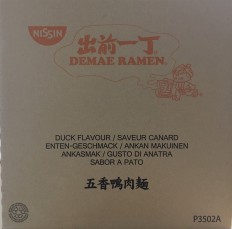 NISSIN
出前一丁
DEMAE RAMEN
DUCK FLAVOUR / SAVEUR CANARD
ENTEN-GESCHMACK / ANKAN MAKUINEN
ANKASMAK / GUSTO DI ANATRA
SABOR A PATO
五香鴨肉麵
P3502A